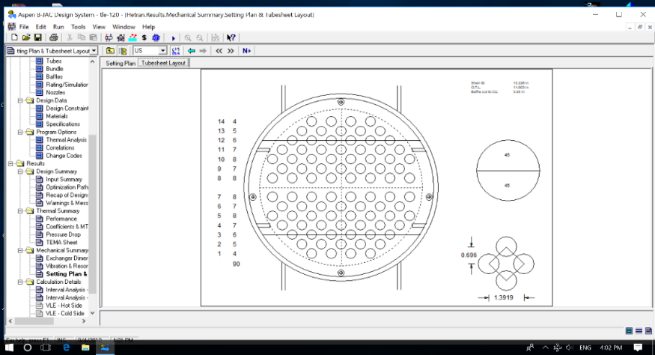 Aspen B-JAC Design System - Be-120 - [Hetran.Results.Mechanical Summary.Setting Plan & Tubesheet Layout]
File Edit Run Tools View Window Help
tting Plan & Tubesheet Layout
US
Setting Plan Tubesheet Layout
Tubes
Bundle
Baffles
Rating/Simulation
Nozzles
Design Data
Design Constraint
Materials
Specifications
Program Options
Thermal Analysis
Correlations
Change Codes
Results
Design Summary
Input Summary
Optimization Path
Recap of Design
Warnings & Mess
Thermal Summary
Performance
Coefficients & MT
Pressure Drop
TEMA Sheet
Mechanical Summary
Exchanger Dimen
Vibration & Reson
Setting Plan &
Calculation Details
Interval Analysis -
Interval Analysis -
VLE - Hot Side
VLE - Cold Side
14 4
13 5
12 6
11 7
10 8
9 7
8 8
7 8
6 7
5 8
4 7
3 6
2 5
1 4
90
45
45
0.696
1.3919
ENG 4:02 PM